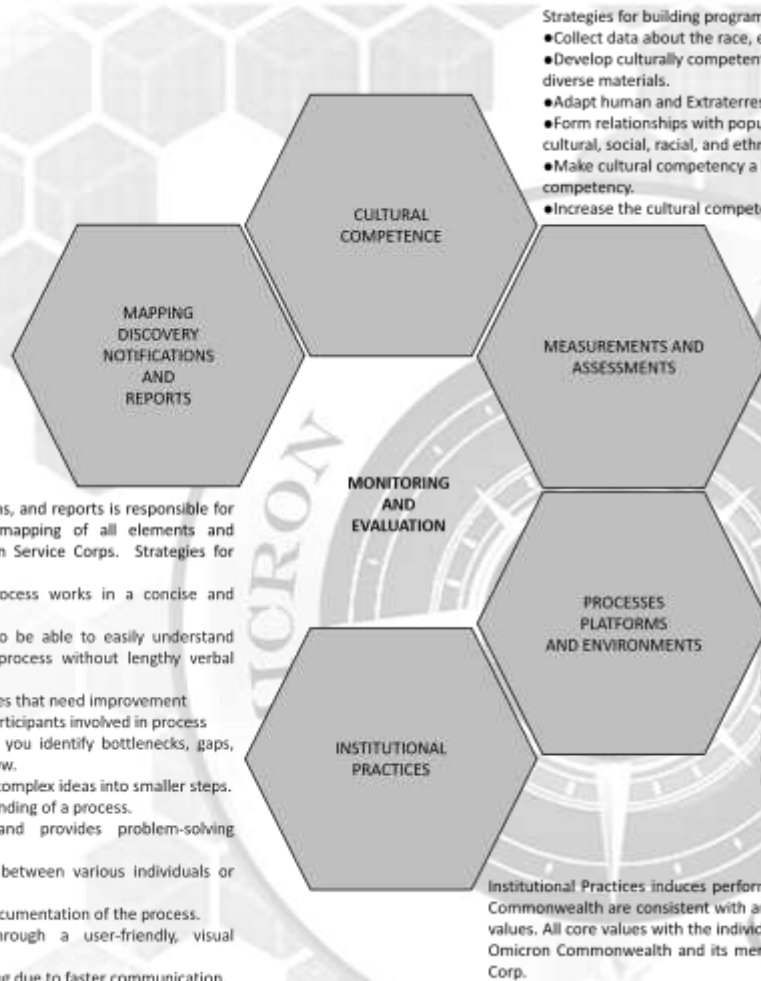 Strategies for building program
●Collect data about the race, e
●Develop culturally competent
diverse materials.
●Adapt human and Extraterres
●Form relationships with popu
cultural, social, racial, and ethn
●Make cultural competency a
competency.
●Increase the cultural compete
CULTURAL
COMPETENCE
MAPPING
DISCOVERY
NOTIFICATIONS
AND
REPORTS
MEASUREMENTS AND
ASSESSMENTS
MICRON
MONITORING
AND
EVALUATION
ns, and reports is responsible for
mapping of all elements and
n Service Corps. Strategies for
ocess works in a concise and
o be able to easily understand
process without lengthy verbal
es that need improvement
articipants involved in process
you identify bottlenecks, gaps,
ow.
complex ideas into smaller steps.
nding of a process.
and provides problem-solving
between various individuals or
cumentation of the process.
hrough a user-friendly, visual
g due to faster communication.
PROCESSES
PLATFORMS
AND ENVIRONMENTS
INSTITUTIONAL
PRACTICES
Institutional Practices induces perforn
Commonwealth are consistent with ar
values. All core values with the individ
Omicron Commonwealth and its mer
Corp.